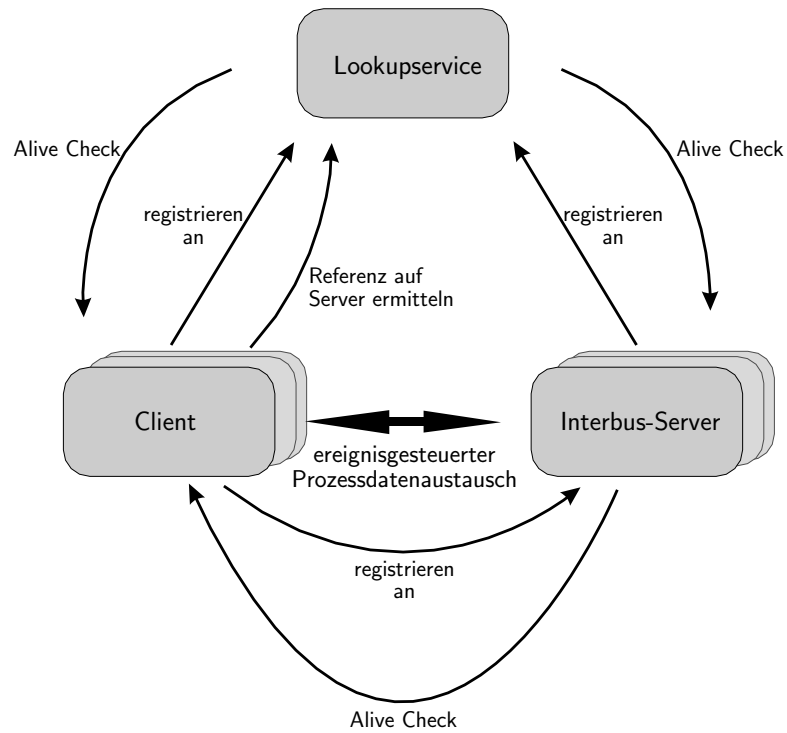 Lookupservice
Alive Check
Alive Check
registrieren
an
registrieren
an
Referenz auf
Server ermitteln
Client
Interbus-Server
ereignisgesteuerter
Prozessdatenaustausch
registrieren
an
Alive Check